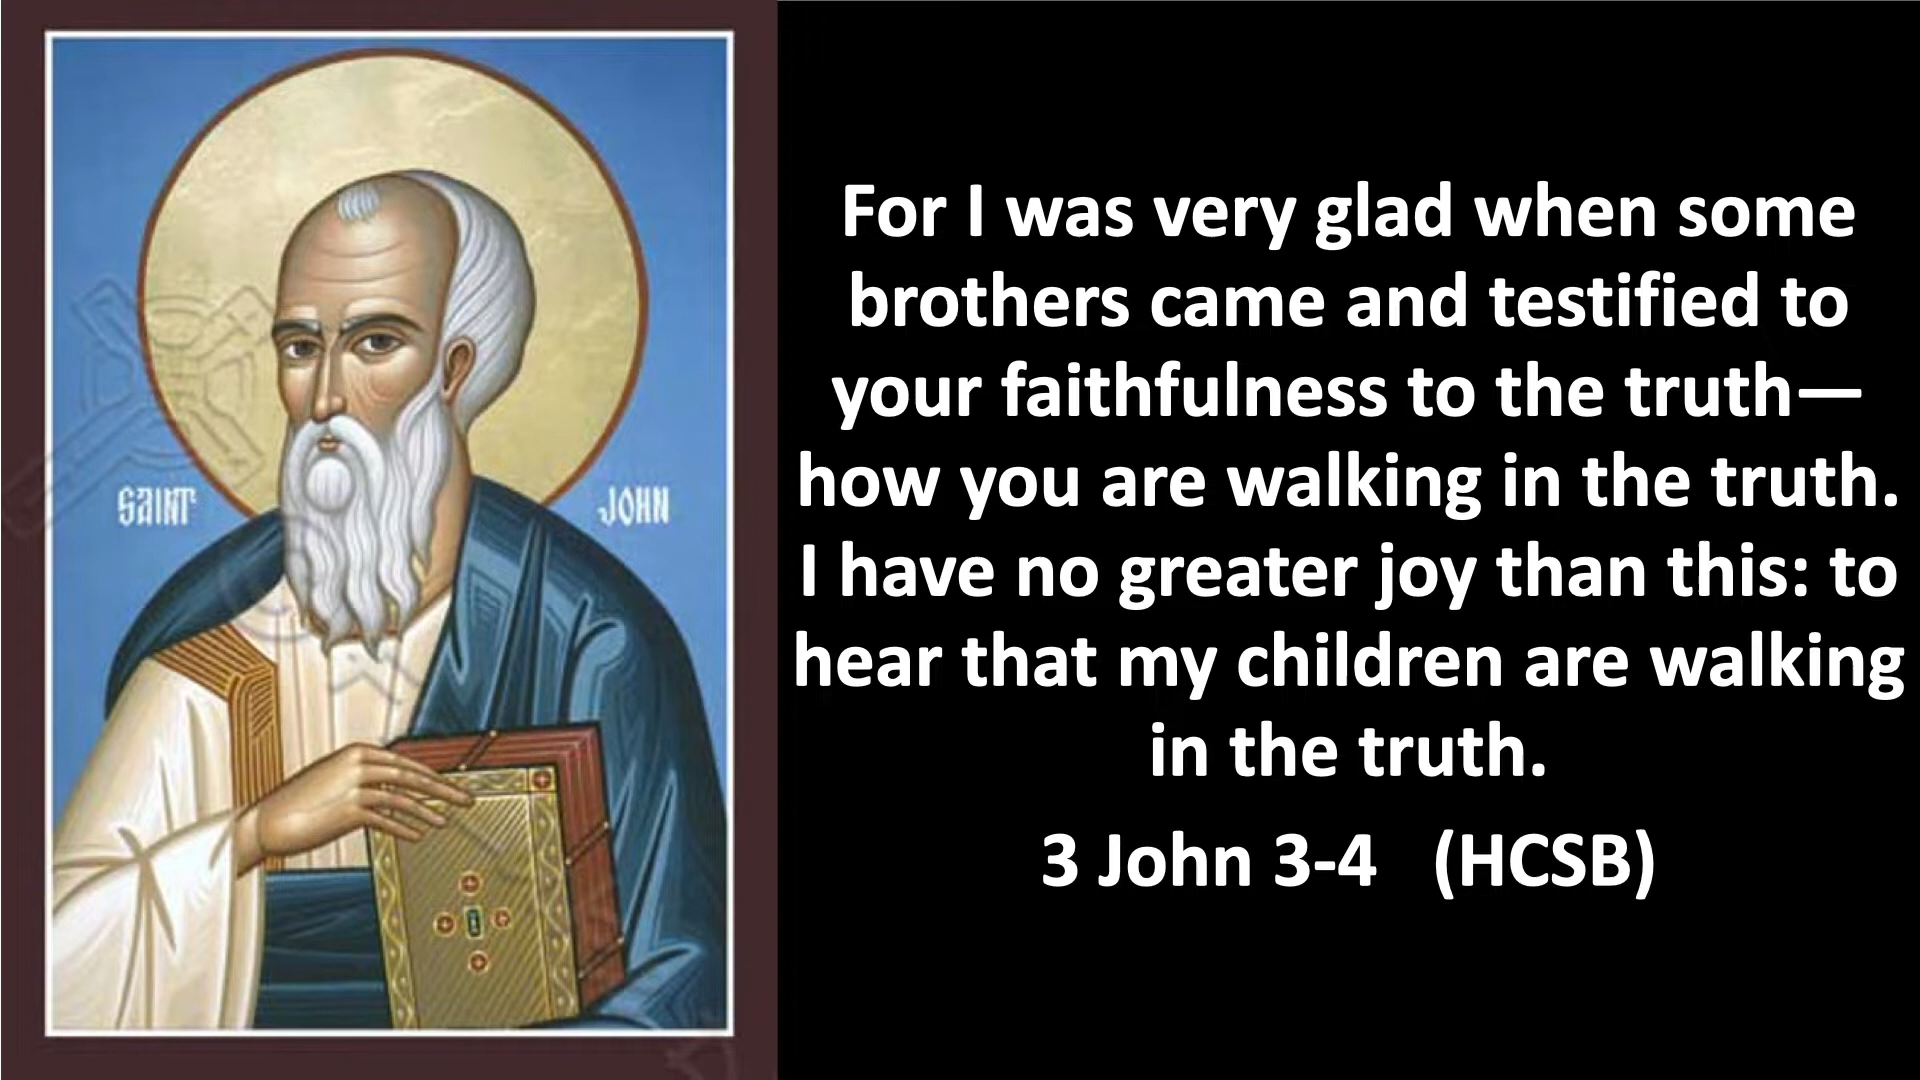 SAINT JOHN
For I was very glad when some
brothers came and testified to
your faithfulness to the truth—
how you are walking in the truth.
I have no greater joy than this: to
hear that my children are walking
in the truth.
3 John 3-4 (HCSB)